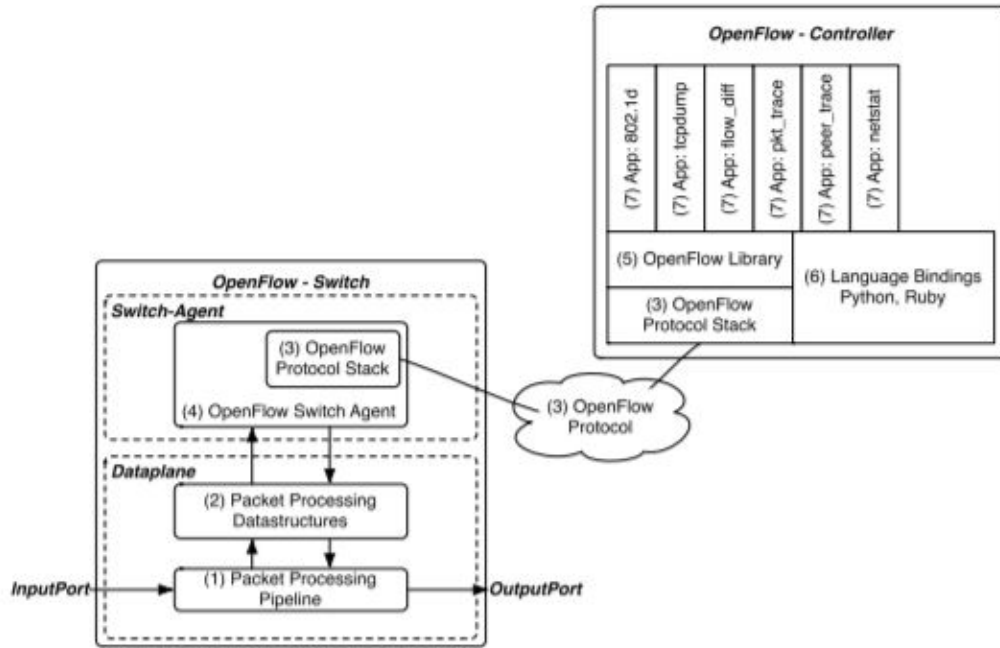 OpenFlow - Controller
(7) App: 802.1d
(7) App: tcpdump
(7) App: flow_diff
(7) App: pkt_trace
(7) App: peer_trace
(7) App: netstat
(5) OpenFlow Library
(6) Language Bindings
Python, Ruby
(3) OpenFlow
Protocol Stack
OpenFlow - Switch
Switch-Agent
(3) OpenFlow
Protocol Stack
(4) OpenFlow Switch Agent
(3) OpenFlow
Protocol
Dataplane
(2) Packet Processing
Datastructures
InputPort
(1) Packet Processing
Pipeline
OutputPort